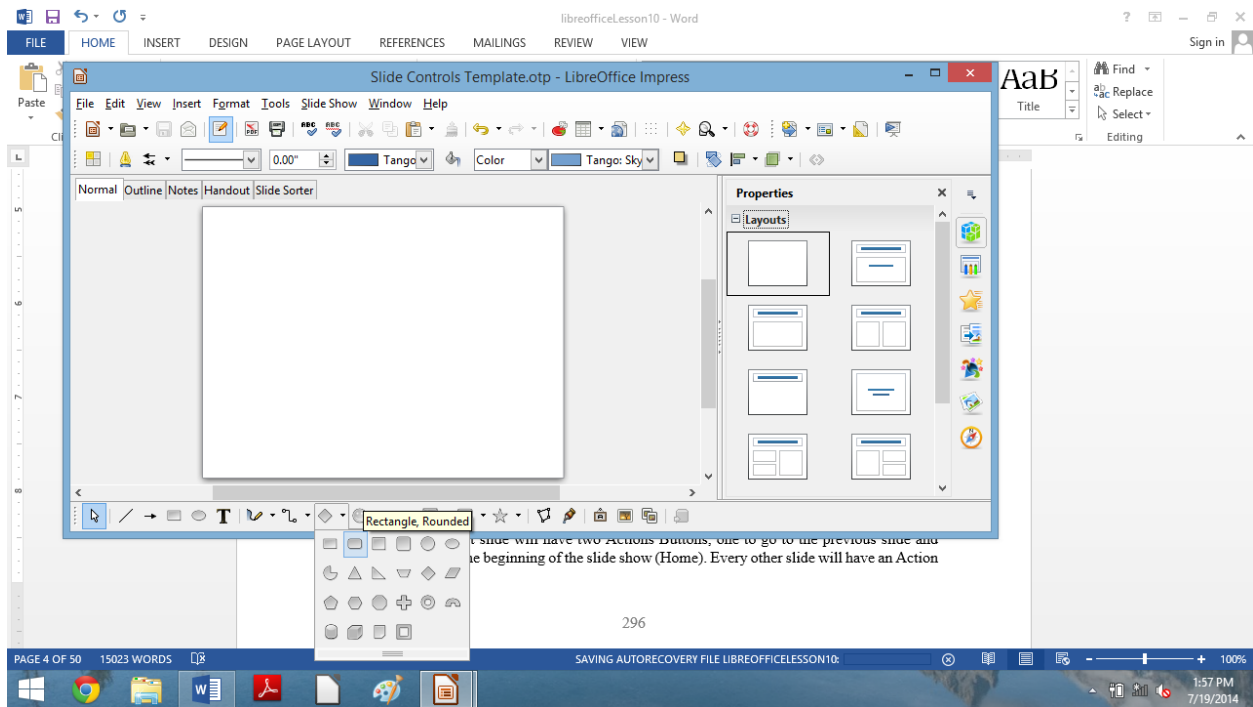 libreofficeLesson10 - Word
FILE HOME INSERT DESIGN PAGE LAYOUT REFERENCES MAILINGS REVIEW VIEW Sign in
Paste
Slide Controls Template.otp - LibreOffice Impress
File Edit View Insert Format Tools Slide Show Window Help
0.00" Tango Color Tango: Sky
AaB
Title
Find
Replace
Select
Editing
Normal Outline Notes Handout Slide Sorter
Properties
Layouts
Rectangle, Rounded
slide will have two Actions Buttons, one to go to the previous slide and
beginning of the slide show (Home). Every other slide will have an Action
296
PAGE 4 OF 50 15023 WORDS SAVING AUTORECOVERY FILE LIBREOFFICELESSON10: 100%
1:57 PM
7/19/2014